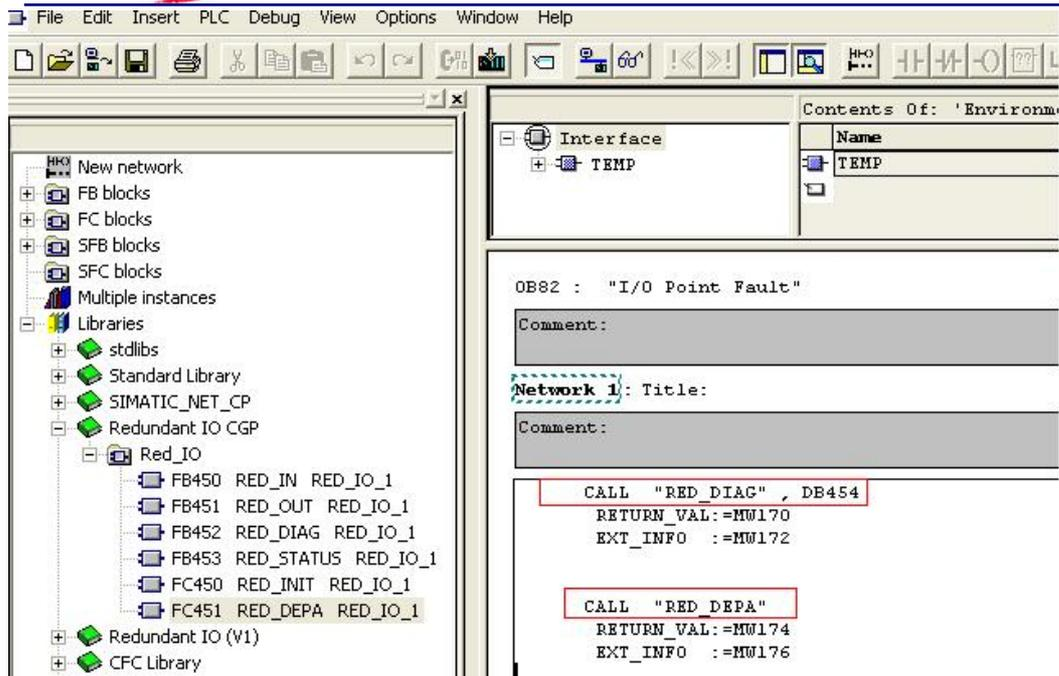 File Edit Insert PLC Debug View Options Window Help
New network
FB blocks
FC blocks
SFB blocks
SFC blocks
Multiple instances
Libraries
stdlibs
Standard Library
SIMATIC_NET_CP
Redundant IO CGP
Red_IO
FB450 RED_IN RED_IO_1
FB451 RED_OUT RED_IO_1
FB452 RED_DIAG RED_IO_1
FB453 RED_STATUS RED_IO_1
FC450 RED_INIT RED_IO_1
FC451 RED_DEPA RED_IO_1
Redundant IO (V1)
CFC Library
Interface
TEMP
Contents Of: 'Environm
Name
TEMP
OB82 : "I/O Point Fault"
Comment:
Network 1: Title:
Comment:
CALL "RED_DIAG" , DB454
RETURN_VAL:=MW170
EXT_INFO :=MW172
CALL "RED_DEPA"
RETURN_VAL:=MW174
EXT_INFO :=MW176